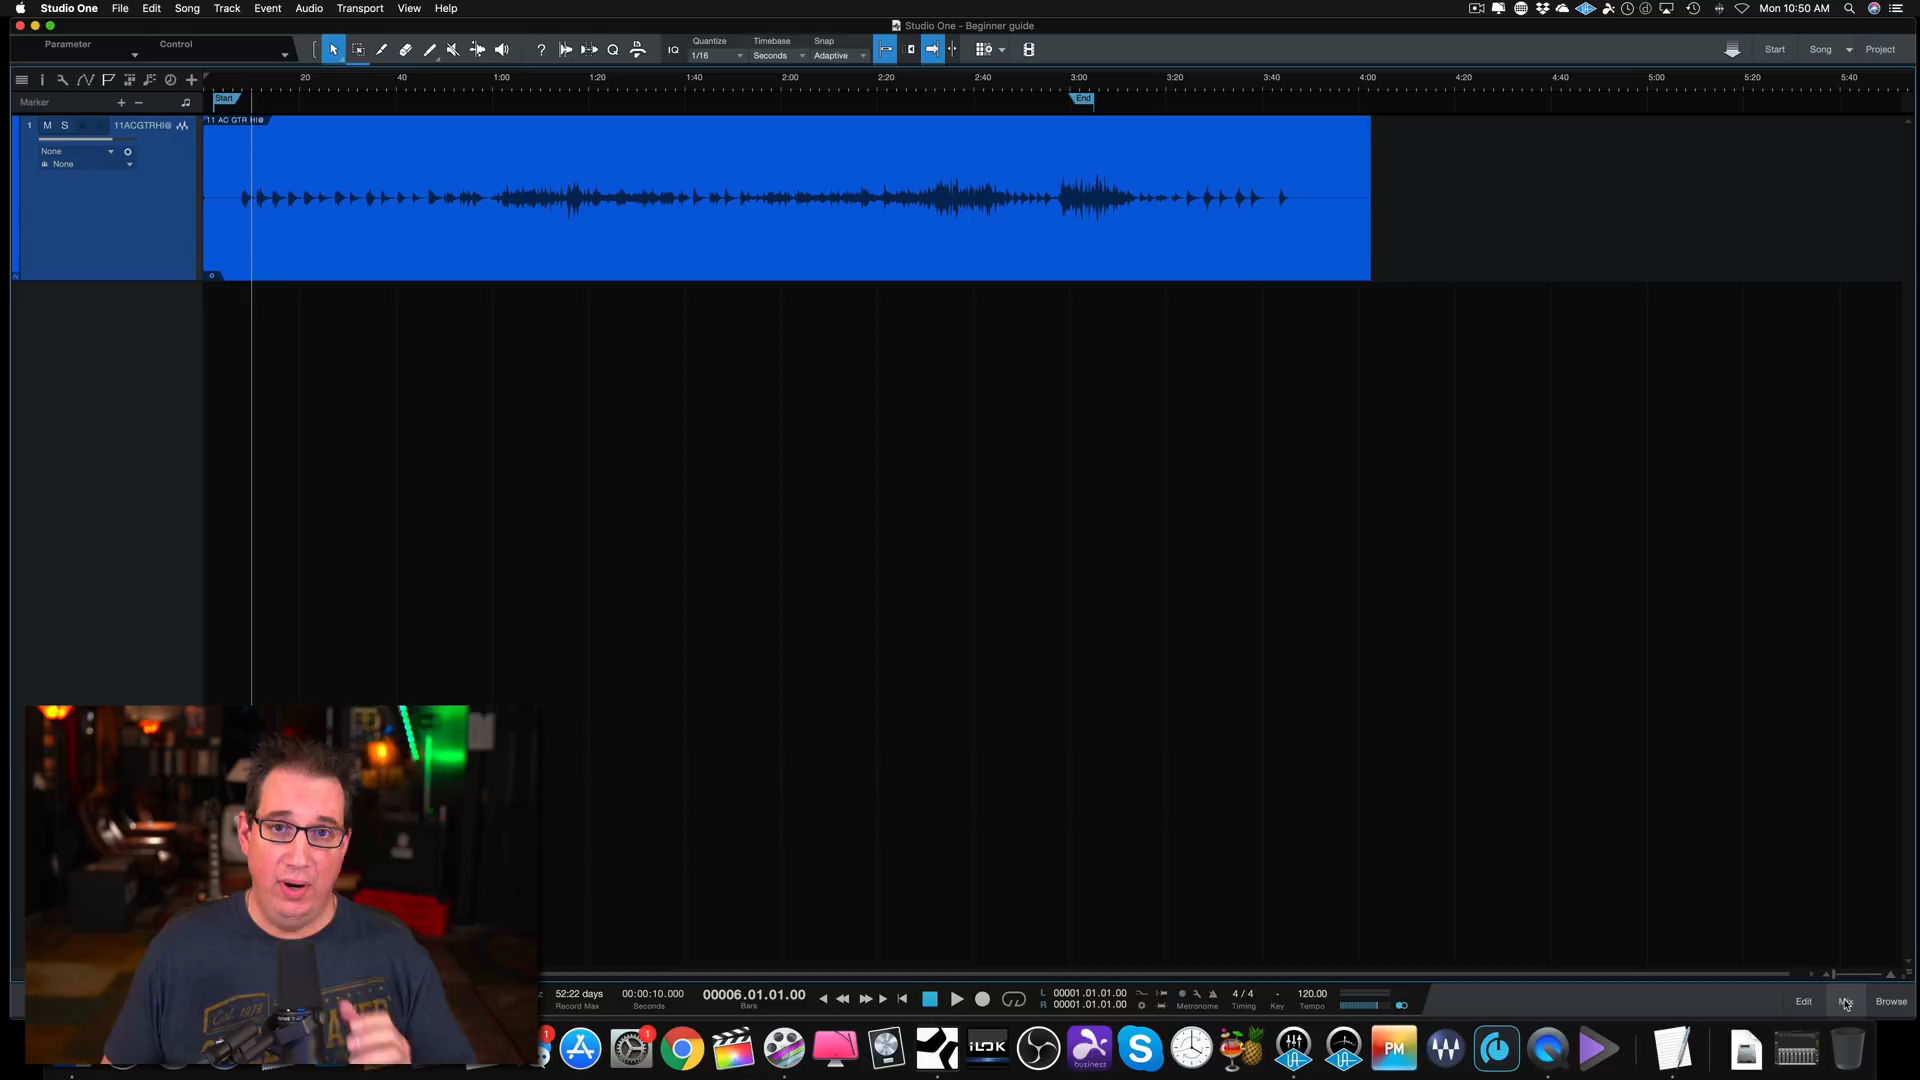 Studio One File Edit Song Track Event Audio Transport View Help
Mon 10:50 AM
Studio One - Beginner guide
Parameter Control
Quantize Timebase Snap
IQ 1/16 Seconds Adaptive
Start Song Project
20 40 1:00 1:20 1:40 2:00 2:20 2:40 3:00 3:20 3:40 4:00 4:20 4:40 5:00 5:20 5:40
Marker + −
Start End
1 M S 11ACGTRHI@
11 AC GTR HI@
None
None
52:22 days 00:00:10.000 00006.01.01.00
Record Max Seconds Bars
L 00001.01.01.00
R 00001.01.01.00
4 / 4 - 120.00
Metronome Timing Key Tempo
Edit Browse
1 1
iLOK
business
PM